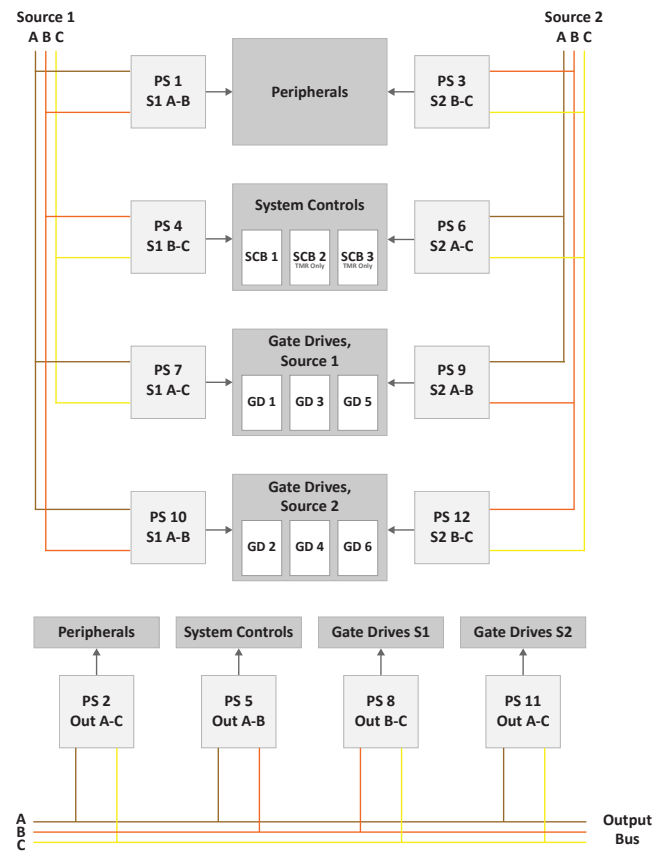 Source 1
A B C
Source 2
A B C
PS 1
S1 A-B
Peripherals
PS 3
S2 B-C
PS 4
S1 B-C
System Controls
SCB 1
SCB 2
TMR Only
SCB 3
TMR Only
PS 6
S2 A-C
PS 7
S1 A-C
Gate Drives,
Source 1
GD 1
GD 3
GD 5
PS 9
S2 A-B
PS 10
S1 A-B
Gate Drives,
Source 2
GD 2
GD 4
GD 6
PS 12
S2 B-C
Peripherals
System Controls
Gate Drives S1
Gate Drives S2
PS 2
Out A-C
PS 5
Out A-B
PS 8
Out B-C
PS 11
Out A-C
A
B
C
Output
Bus